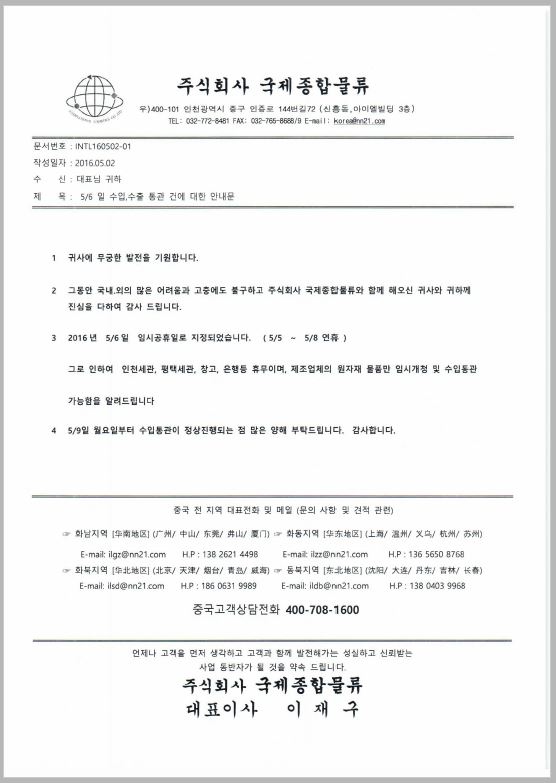 주식회사 국제종합물류
우)400-101 인천광역시 중구 인중로 144번길72 (신흥동,아이엘빌딩 3층)
TEL: 032-772-8481 FAX: 032-765-8688/9 E-mail: korea@nn21.com
문서번호 : INTL160502-01
작성일자 : 2016.05.02
수 신 : 대표님 귀하
제 목 : 5/6 일 수입,수출 통관 건에 대한 안내문
1 귀사에 무궁한 발전을 기원합니다.
2 그동안 국내.외의 많은 어려움과 고충에도 불구하고 주식회사 국제종합물류와 함께 해오신 귀사와 귀하께
진심을 다하여 감사 드립니다.
3 2016년 5/6일 임시공휴일로 지정되었습니다. ( 5/5 ~ 5/8 연휴 )
그로 인하여 인천세관, 평택세관, 창고, 은행등 휴무이며, 제조업체의 원자재 물품만 임시개청 및 수입통관
가능함을 알려드립니다
4 5/9일 월요일부터 수입통관이 정상진행되는 점 많은 양해 부탁드립니다. 감사합니다.
중국 전 지역 대표전화 및 메일 (문의 사항 및 견적 관련)
☞ 화남지역 [华南地区] (广州/ 中山/ 东莞/ 弗山/ 厦门) ☞ 화동지역 [华东地区] (上海/ 温州/ 义乌/ 杭州/ 苏州)
E-mail: ilgz@nn21.com H.P : 138 2621 4498 E-mail: ilzz@nn21.com H.P : 136 5650 8768
☞ 화북지역 [华北地区] (北京/ 天津/ 烟台/ 青岛/ 威海) ☞ 동북지역 [东北地区] (沈阳/ 大连/ 丹东/ 吉林/ 长春)
E-mail: ilsd@nn21.com H.P : 186 0631 9989 E-mail: ildb@nn21.com H.P : 138 0403 9968
중국고객상담전화 400-708-1600
언제나 고객을 먼저 생각하고 고객과 함께 발전해가는 성실하고 신뢰받는
사업 동반자가 될 것을 약속 드립니다.
주식회사 국제종합물류
대표이사 이 재 구